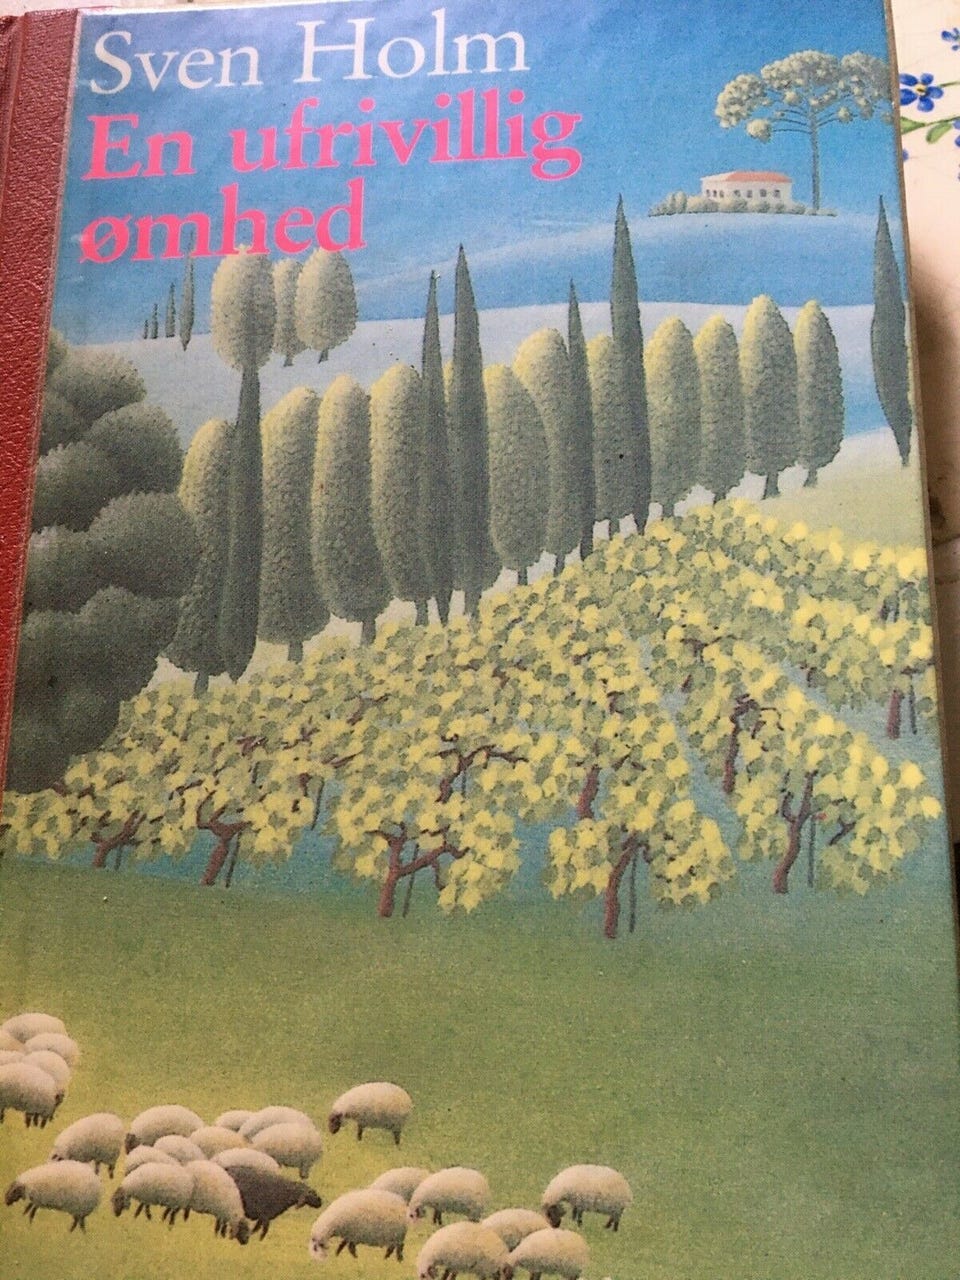 Sven Holm
En ufrivillig
ømhed